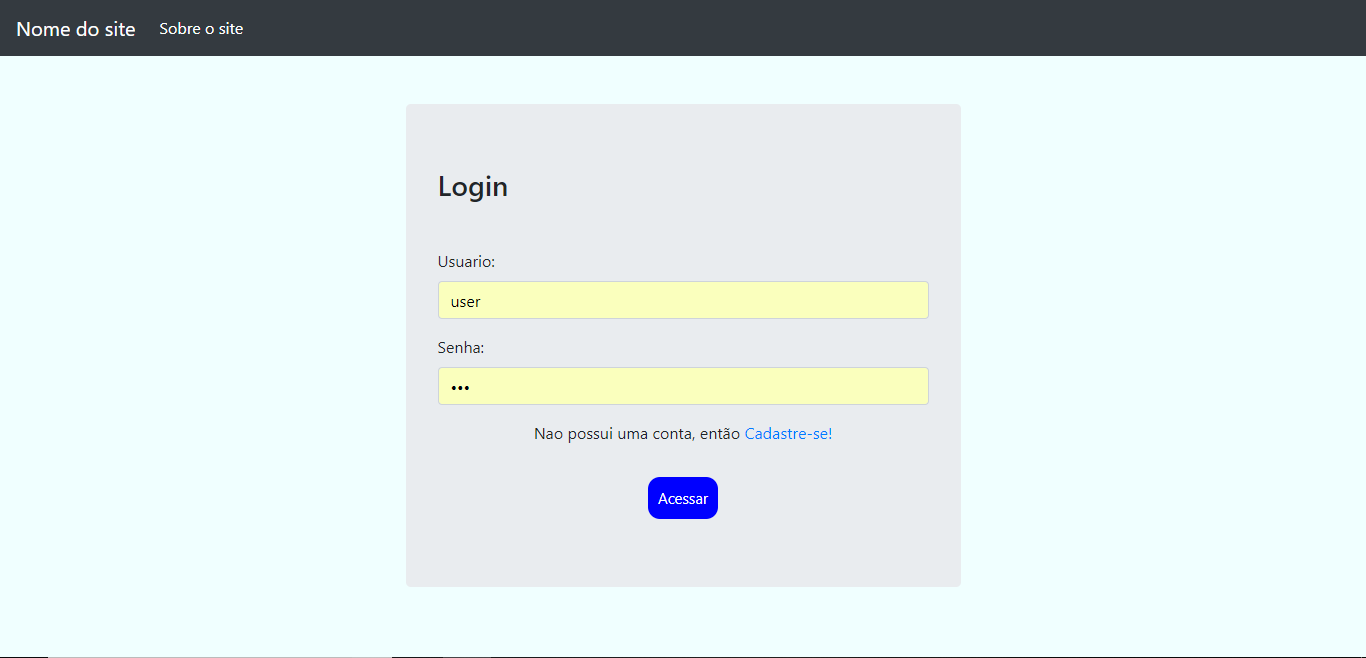 Nome do site Sobre o site
Login
Usuario:
user
Senha:
•••
Nao possui uma conta, então Cadastre-se!
Acessar